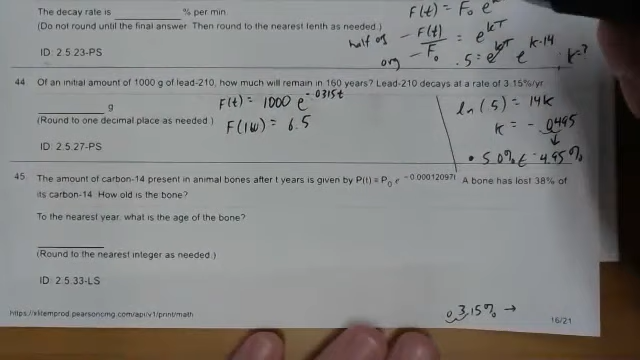 The decay rate is % per min.
(Do not round until the final answer. Then round to the nearest tenth as needed.)
ID: 2.5.23-PS
F(t) = F₀ e^k
half of - F(t)/F₀ = e^kT
org - .5 = e^kT e^k·14 , k=?
44. Of an initial amount of 1000 g of lead-210, how much will remain in 160 years? Lead-210 decays at a rate of 3.15%/yr.
g
(Round to one decimal place as needed.)
ID: 2.5.27-PS
F(t) = 1000 e^-.0315t
F(160) = 6.5
ln(.5) = 14k
k = - .0495
↓
• 5.0% ← 4.95%
45. The amount of carbon-14 present in animal bones after t years is given by P(t) = P₀ e^-0.00012097t. A bone has lost 38% of
its carbon-14. How old is the bone?
To the nearest year, what is the age of the bone?
(Round to the nearest integer as needed.)
ID: 2.5.33-LS
0 3.15% →
https://xlitemprod.pearsoncmg.com/api/v1/print/math
16/21